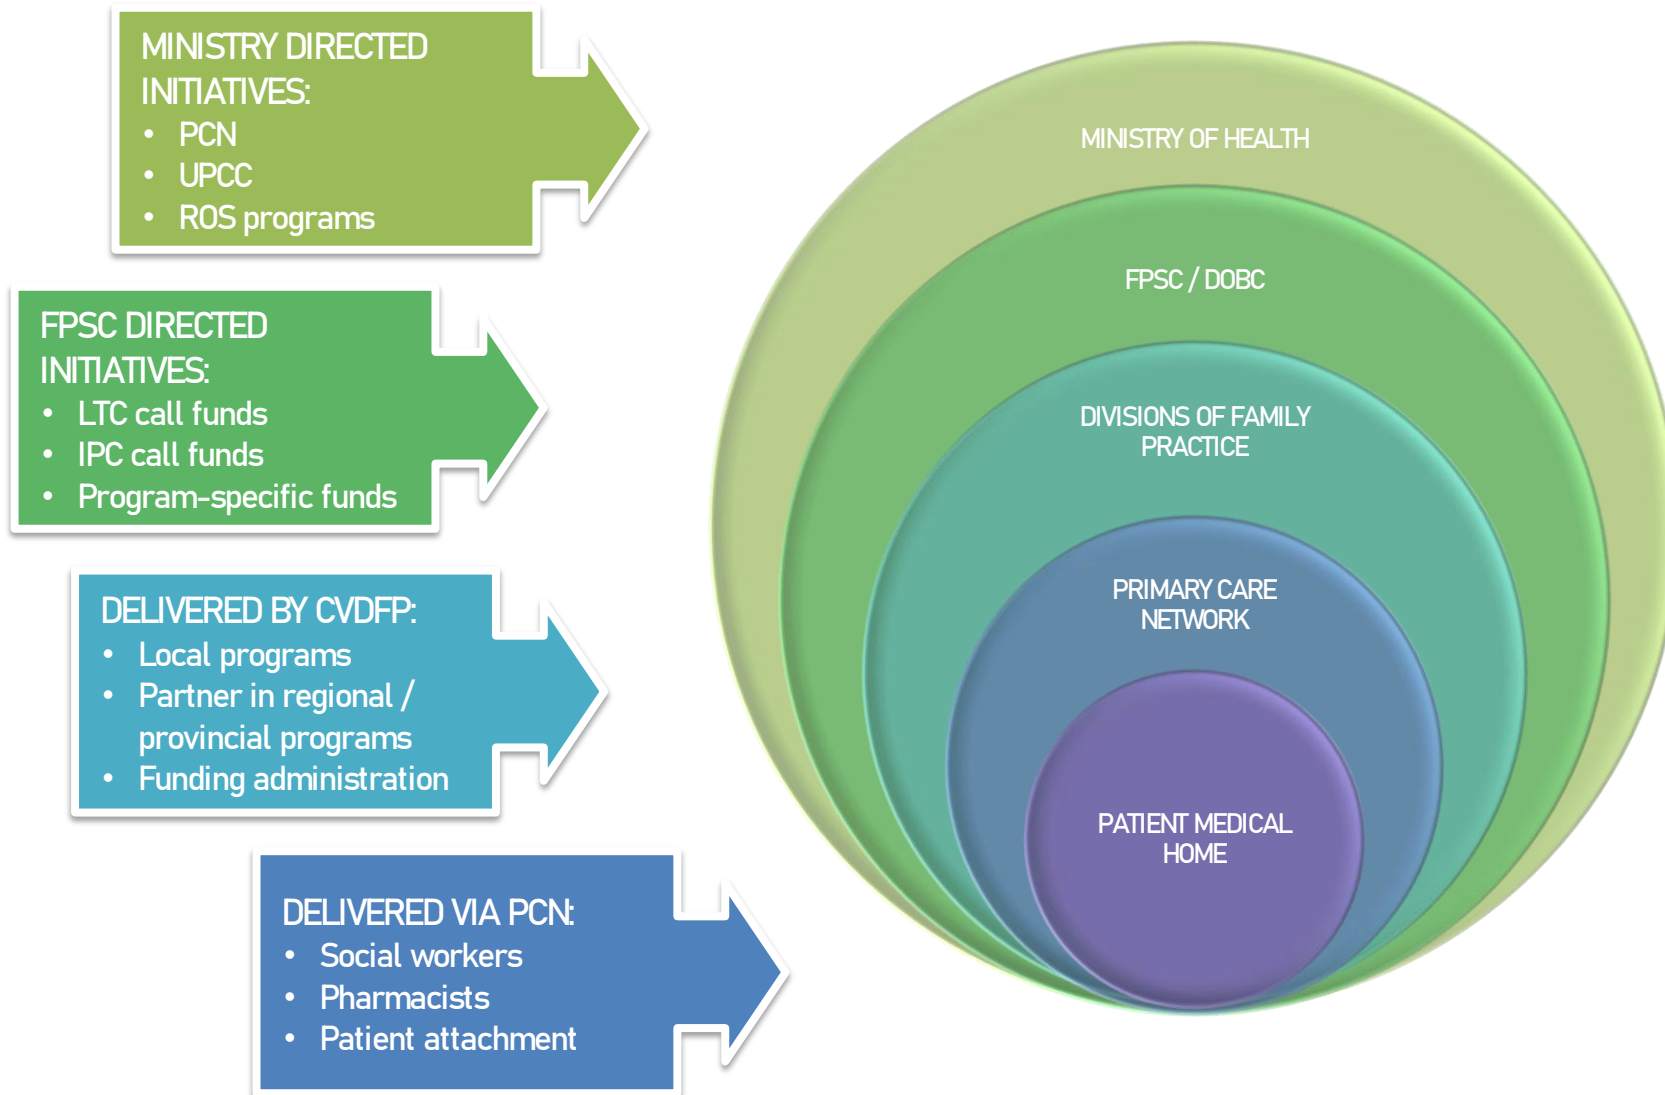 MINISTRY DIRECTED
INITIATIVES:
• PCN
• UPCC
• ROS programs
FPSC DIRECTED
INITIATIVES:
• LTC call funds
• IPC call funds
• Program-specific funds
DELIVERED BY CVDFP:
• Local programs
• Partner in regional /
provincial programs
• Funding administration
DELIVERED VIA PCN:
• Social workers
• Pharmacists
• Patient attachment
MINISTRY OF HEALTH
FPSC / DOBC
DIVISIONS OF FAMILY
PRACTICE
PRIMARY CARE
NETWORK
PATIENT MEDICAL
HOME